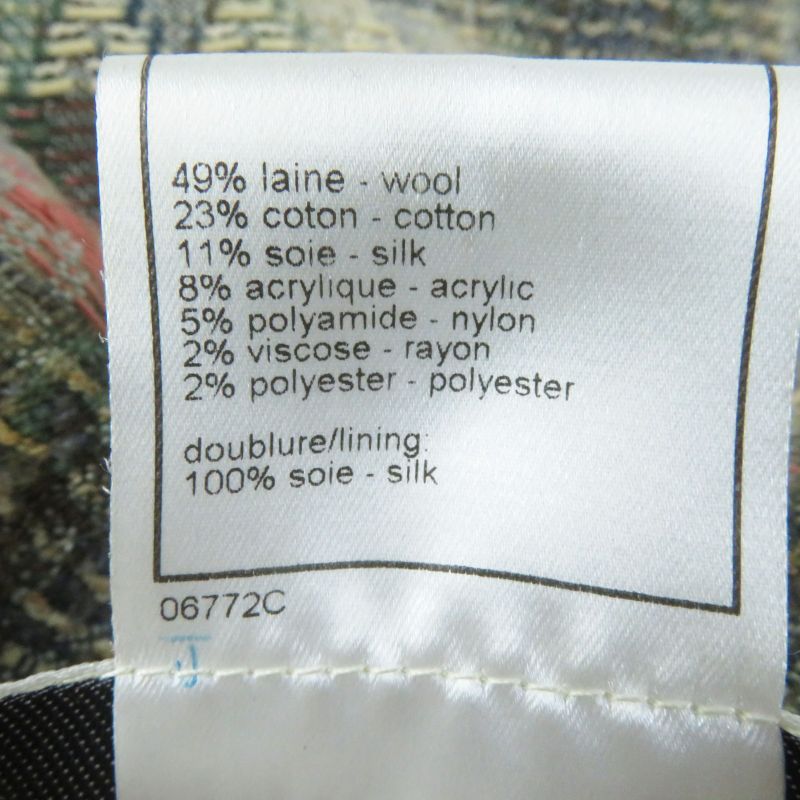 49% laine - wool
23% coton - cotton
11% soie - silk
8% acrylique - acrylic
5% polyamide - nylon
2% viscose - rayon
2% polyester - polyester
doublure/lining:
100% soie - silk
06772C